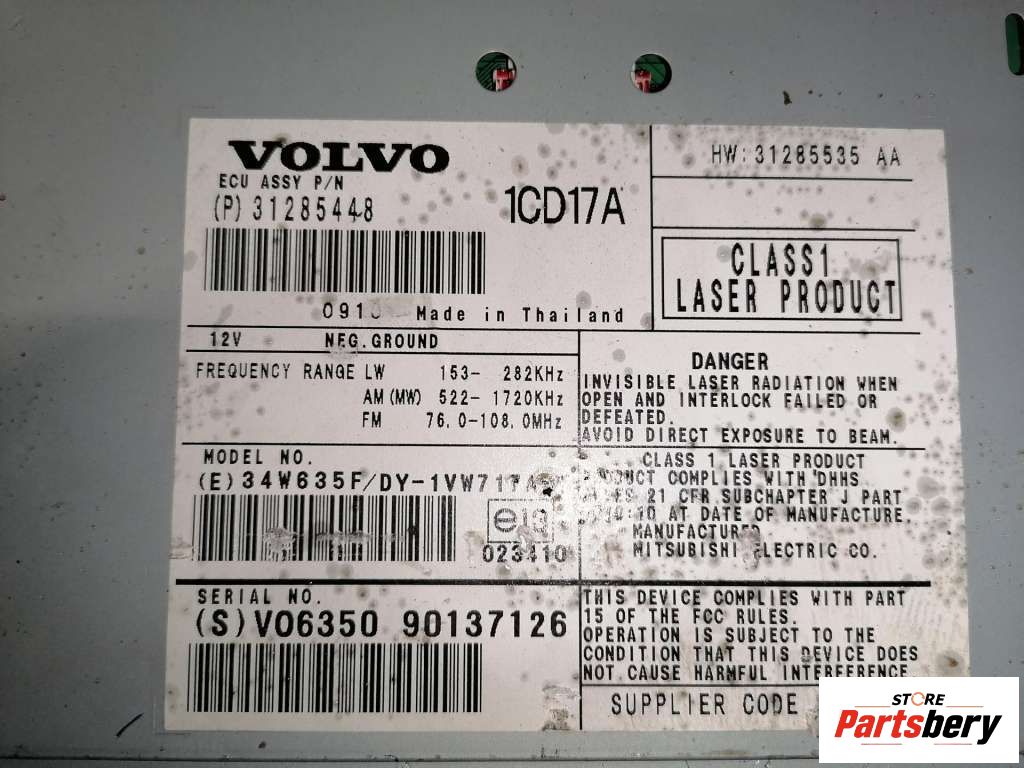 VOLVO
ECU ASSY P/N
(P) 31285448
1CD17A
Made in Thailand
HW: 31285535 AA
CLASS1
LASER PRODUCT
12V NEG. GROUND
FREQUENCY RANGE LW 153- 282KHz
AM (MW) 522- 1720KHz
FM 76.0-108.0MHz
DANGER
INVISIBLE LASER RADIATION WHEN
OPEN AND INTERLOCK FAILED OR
DEFEATED.
AVOID DIRECT EXPOSURE TO BEAM.
MODEL NO.
(E) 34W635F/
023410
CLASS 1 LASER PRODUCT
COMPLIES WITH DHHS
21 CFR SUBCHAPTER J PART
AT DATE OF MANUFACTURE.
MITSUBISHI ELECTRIC CO.
SERIAL NO.
(S) VO6350 90137126
THIS DEVICE COMPLIES WITH PART
15 OF THE FCC RULES.
OPERATION IS SUBJECT TO THE
CONDITION THAT THIS DEVICE DOES
NOT CAUSE HARMFUL INTERFERENCE
SUPPLIER CODE
STORE
Partsbery